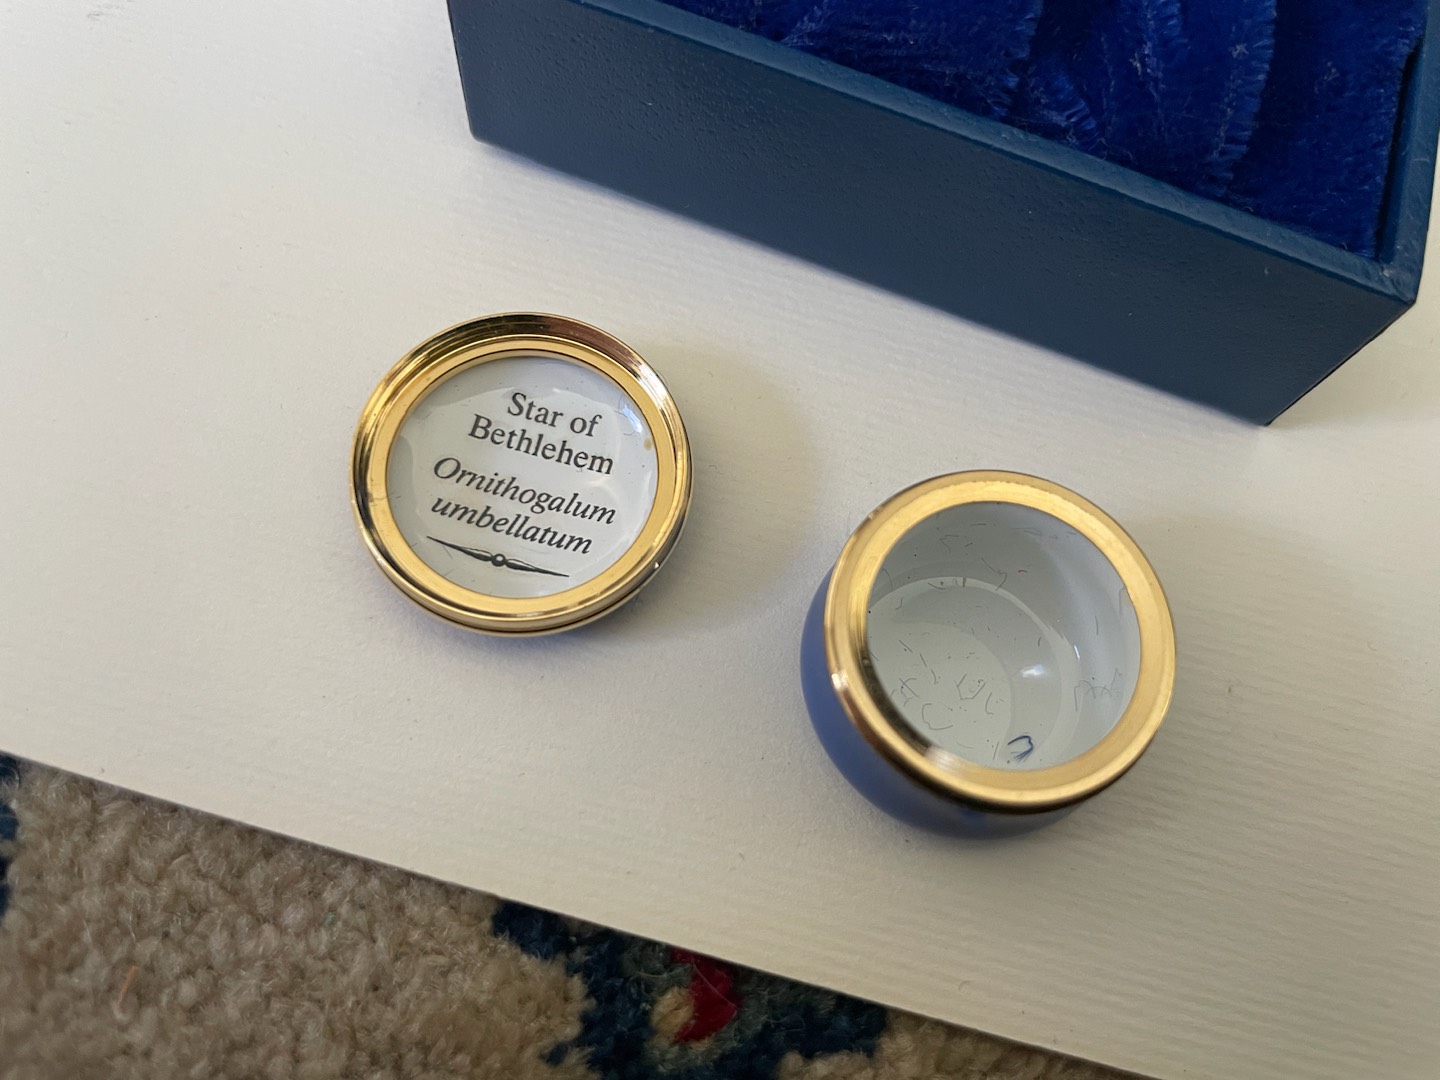 Star of
Bethlehem
Ornithogalum
umbellatum